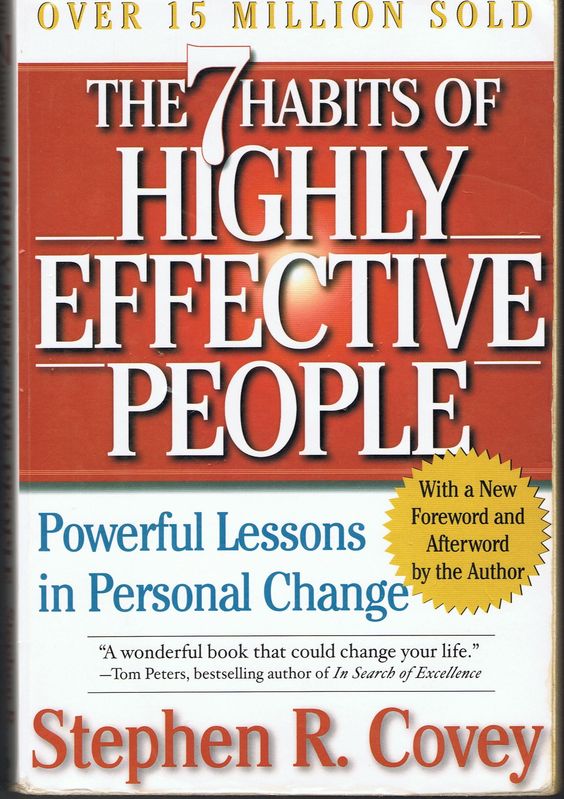 OVER 15 MILLION SOLD
THE 7 HABITS OF
HIGHLY
EFFECTIVE
PEOPLE
With a New
Foreword and
Afterword
by the Author
Powerful Lessons
in Personal Change
“A wonderful book that could change your life.”
—Tom Peters, bestselling author of In Search of Excellence
Stephen R. Covey